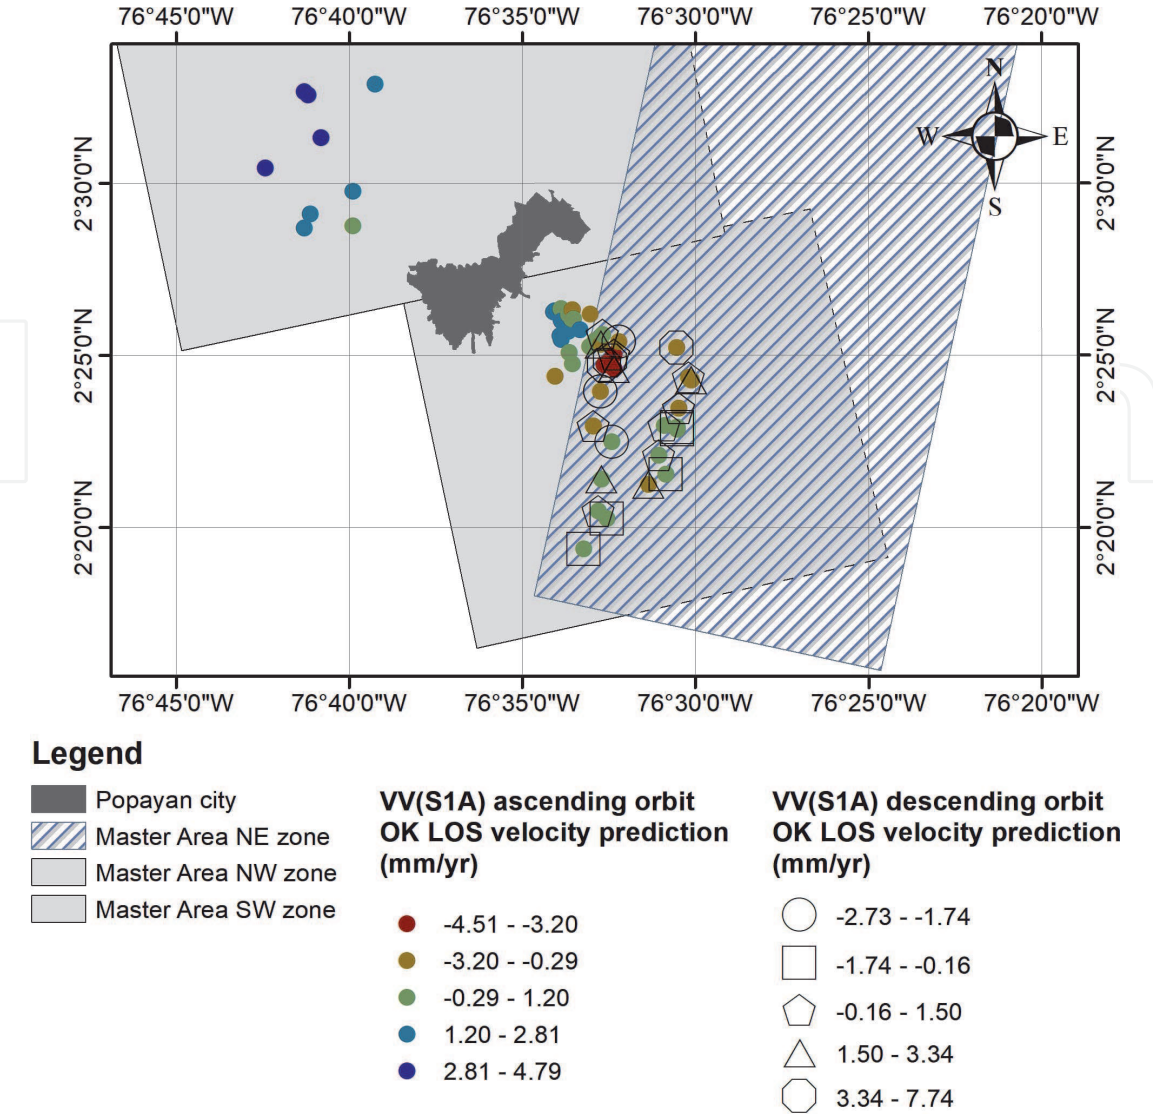 76°45'0"W 76°40'0"W 76°35'0"W 76°30'0"W 76°25'0"W 76°20'0"W
N
W E
S
2°30'0"N 2°30'0"N
2°25'0"N 2°25'0"N
2°20'0"N 2°20'0"N
76°45'0"W 76°40'0"W 76°35'0"W 76°30'0"W 76°25'0"W 76°20'0"W
Legend
Popayan city
Master Area NE zone
Master Area NW zone
Master Area SW zone
VV(S1A) ascending orbit
OK LOS velocity prediction
(mm/yr)
-4.51 - -3.20
-3.20 - -0.29
-0.29 - 1.20
1.20 - 2.81
2.81 - 4.79
VV(S1A) descending orbit
OK LOS velocity prediction
(mm/yr)
-2.73 - -1.74
-1.74 - -0.16
-0.16 - 1.50
1.50 - 3.34
3.34 - 7.74